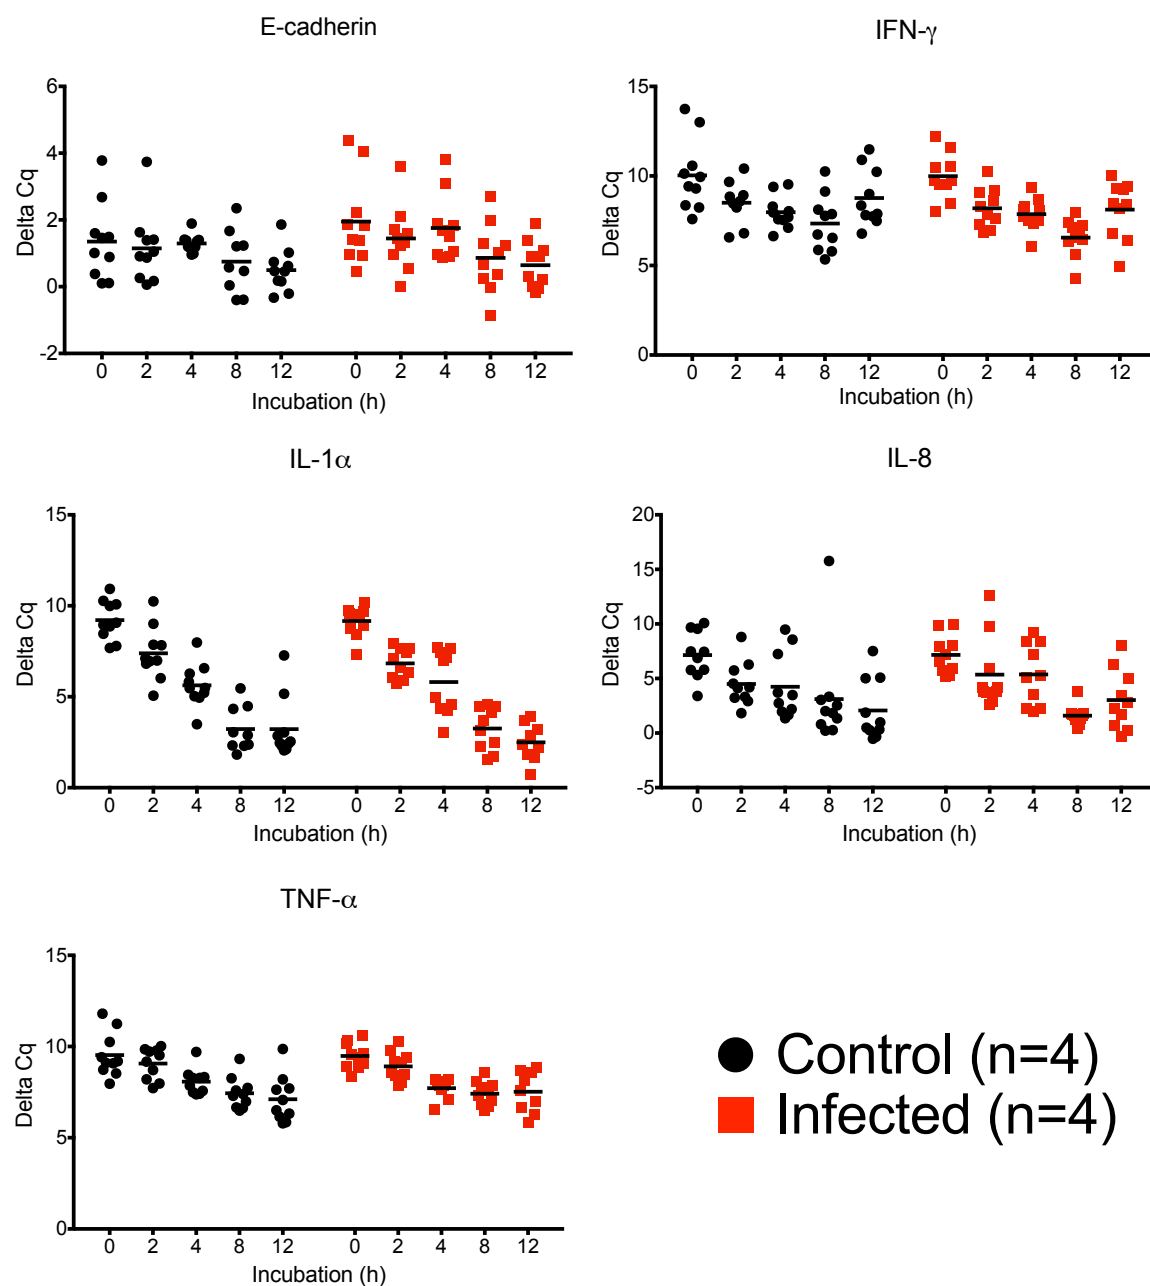 E-cadherin
Delta Cq
6
4
2
0
-2
0 2 4 8 12 0 2 4 8 12
Incubation (h)
IFN-γ
Delta Cq
15
10
5
0
0 2 4 8 12 0 2 4 8 12
Incubation (h)
IL-1α
Delta Cq
15
10
5
0
0 2 4 8 12 0 2 4 8 12
Incubation (h)
IL-8
Delta Cq
20
15
10
5
0
-5
0 2 4 8 12 0 2 4 8 12
Incubation (h)
TNF-α
Delta Cq
15
10
5
0
0 2 4 8 12 0 2 4 8 12
Incubation (h)
Control (n=4)
Infected (n=4)